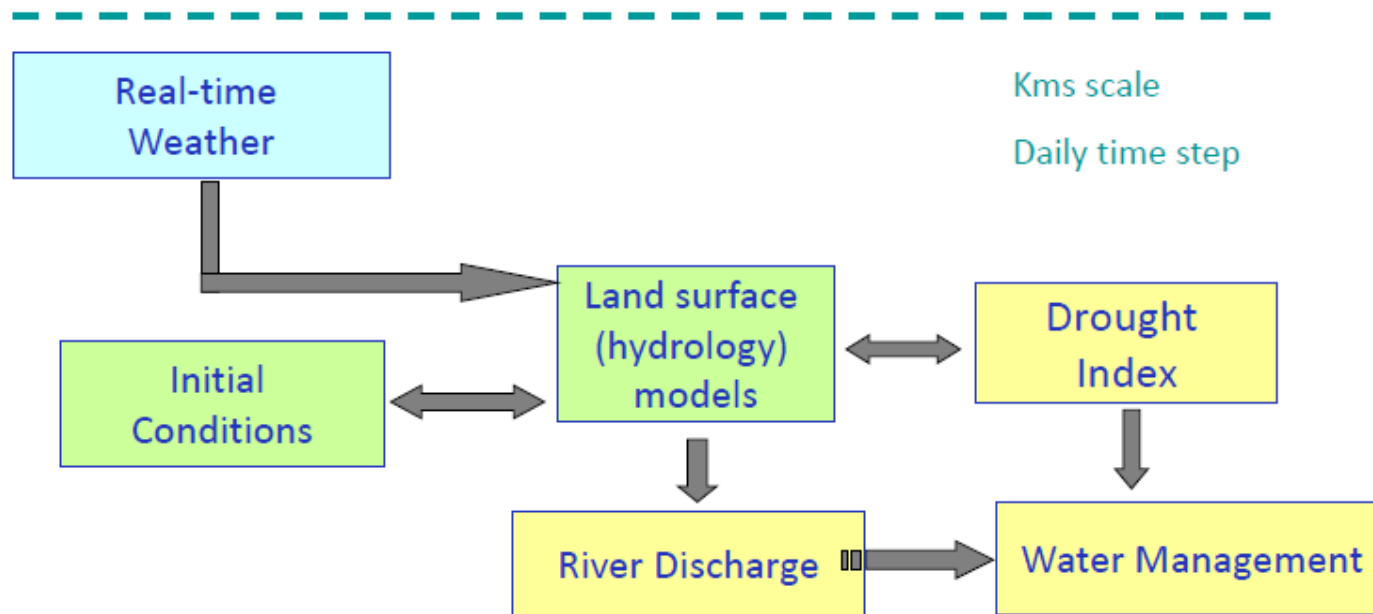 Real-time
Weather
Kms scale
Daily time step
Land surface
(hydrology)
models
Drought
Index
Initial
Conditions
River Discharge
Water Management